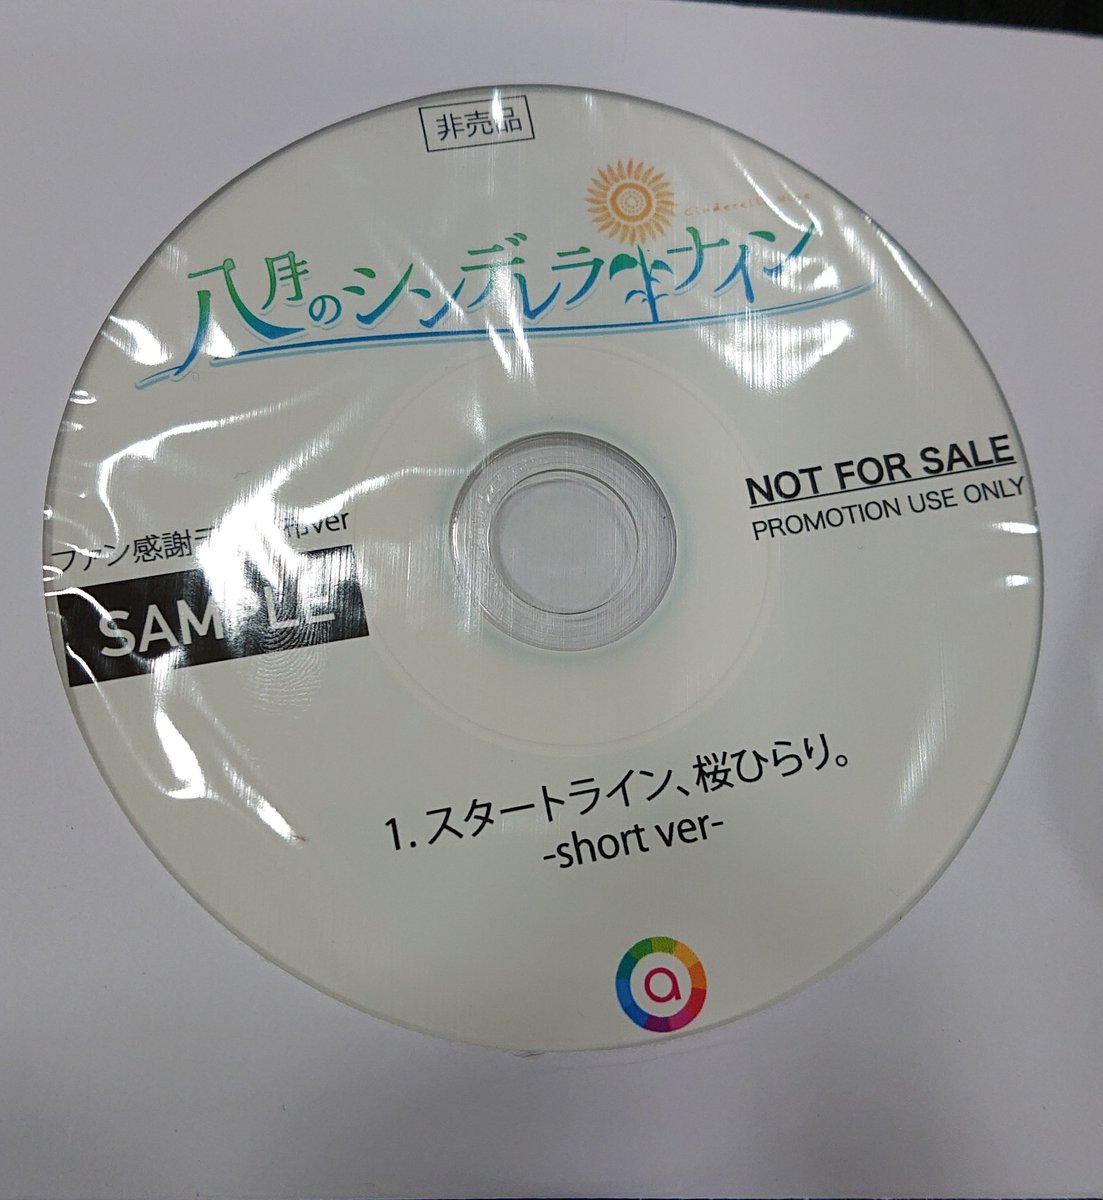 非売品
八月のシンデレラナイン
ファン感謝
SAMPLE
NOT FOR SALE
PROMOTION USE ONLY
1. スタートライン、桜ひらり。
-short ver-
a